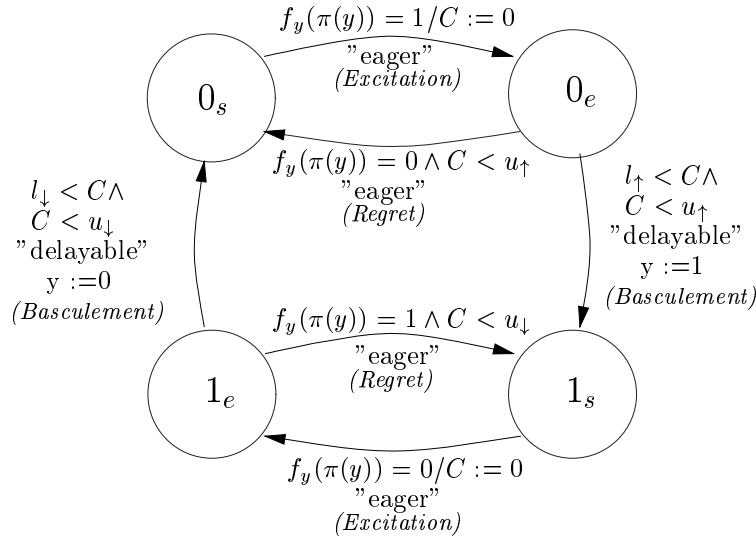 f_y(π(y)) = 1/C := 0
"eager"
(Excitation)
0_s
0_e
f_y(π(y)) = 0 ∧ C < u_↑
"eager"
(Regret)
l_↓ < C∧
C < u_↓
"delayable"
y :=0
(Basculement)
l_↑ < C∧
C < u_↑
"delayable"
y :=1
(Basculement)
f_y(π(y)) = 1 ∧ C < u_↓
"eager"
(Regret)
1_e
1_s
f_y(π(y)) = 0/C := 0
"eager"
(Excitation)